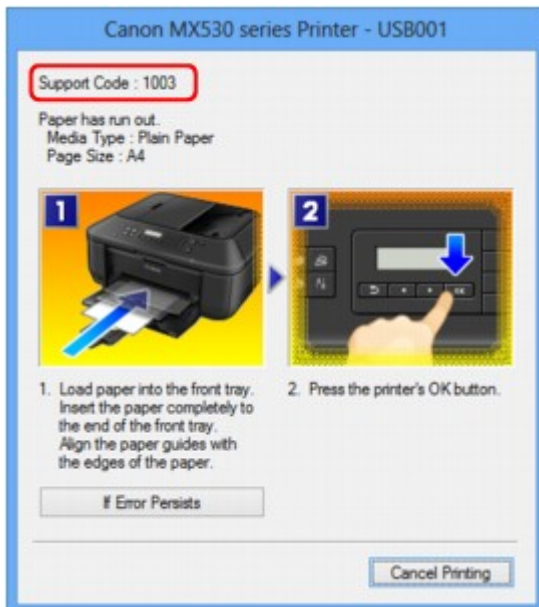 Canon MX530 series Printer - USB001
Support Code : 1003
Paper has run out.
Media Type : Plain Paper
Page Size : A4
1
2
1. Load paper into the front tray.
Insert the paper completely to
the end of the front tray.
Align the paper guides with
the edges of the paper.
2. Press the printer's OK button.
If Error Persists
Cancel Printing